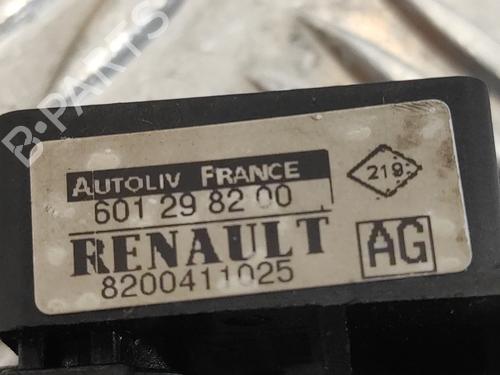 B-PARTS
AUTOLIV FRANCE
219
601 29 82 00
RENAULT
AG
8200411025